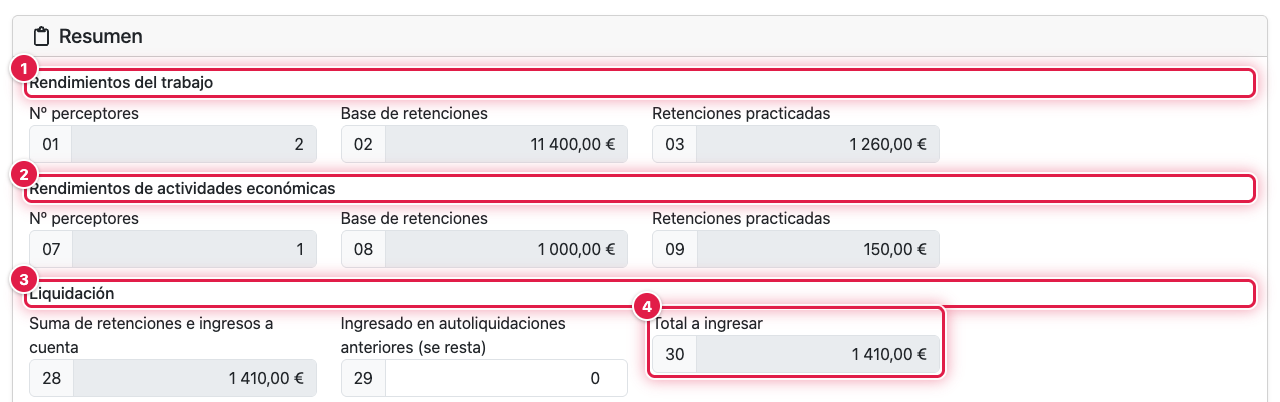 Resumen
1
Rendimientos del trabajo
Nº perceptores Base de retenciones Retenciones practicadas
01 2 02 11 400,00 € 03 1 260,00 €
2
Rendimientos de actividades económicas
Nº perceptores Base de retenciones Retenciones practicadas
07 1 08 1 000,00 € 09 150,00 €
3
Liquidación
4
Suma de retenciones e ingresos a cuenta
28 1 410,00 €
Ingresado en autoliquidaciones anteriores (se resta)
29 0
Total a ingresar
30 1 410,00 €